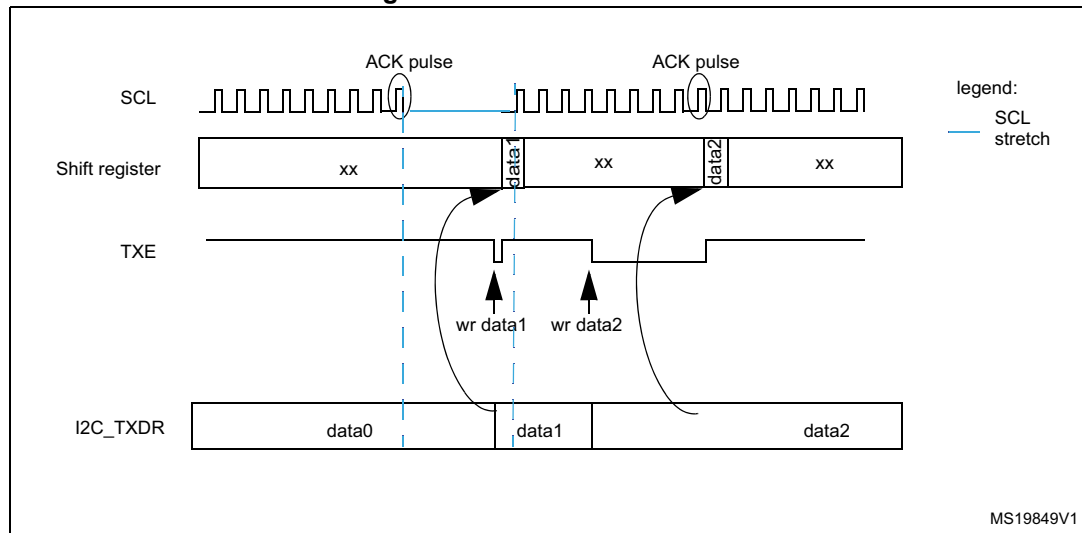 ACK pulse ACK pulse
legend:
SCL
SCL
stretch
Shift register xx data1 xx data2 xx
TXE
wr data1 wr data2
I2C_TXDR data0 data1 data2
MS19849V1